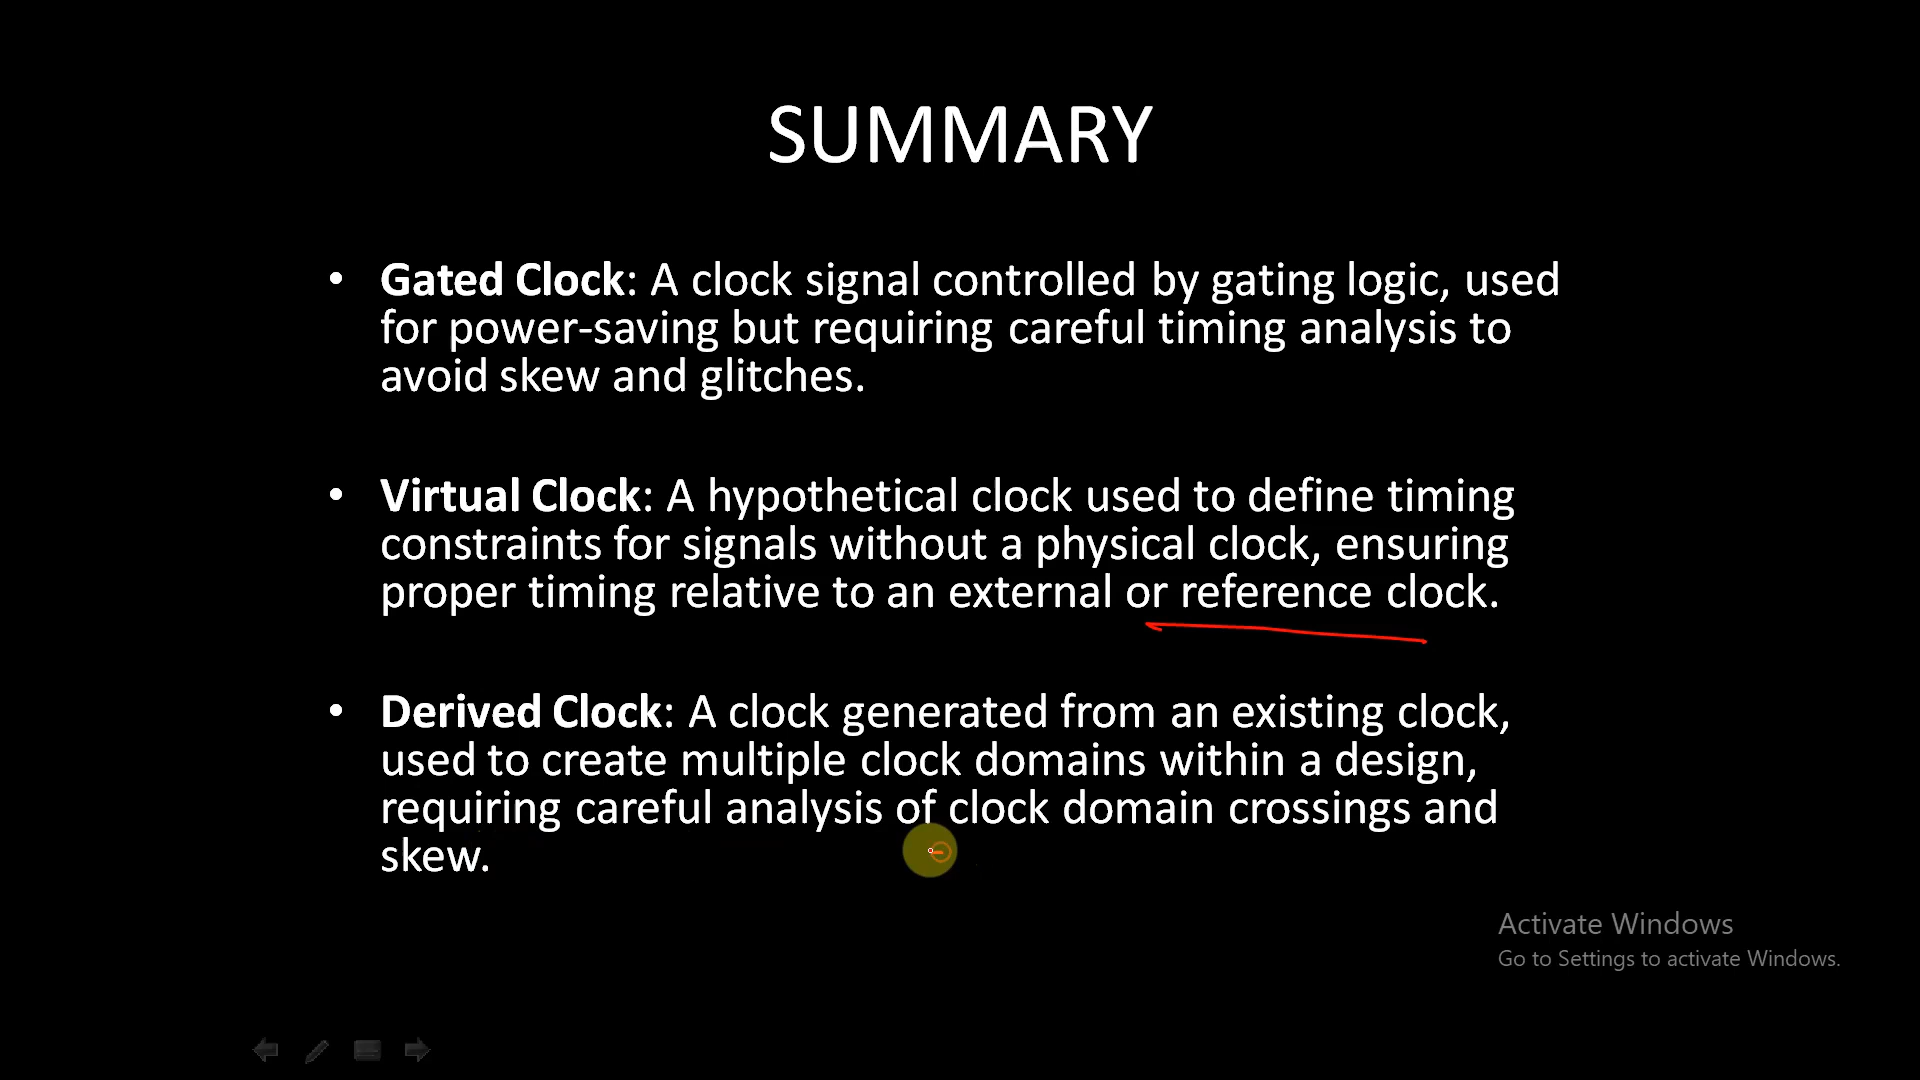 SUMMARY
• Gated Clock: A clock signal controlled by gating logic, used
for power-saving but requiring careful timing analysis to
avoid skew and glitches.
• Virtual Clock: A hypothetical clock used to define timing
constraints for signals without a physical clock, ensuring
proper timing relative to an external or reference clock.
• Derived Clock: A clock generated from an existing clock,
used to create multiple clock domains within a design,
requiring careful analysis of clock domain crossings and
skew.
Activate Windows
Go to Settings to activate Windows.